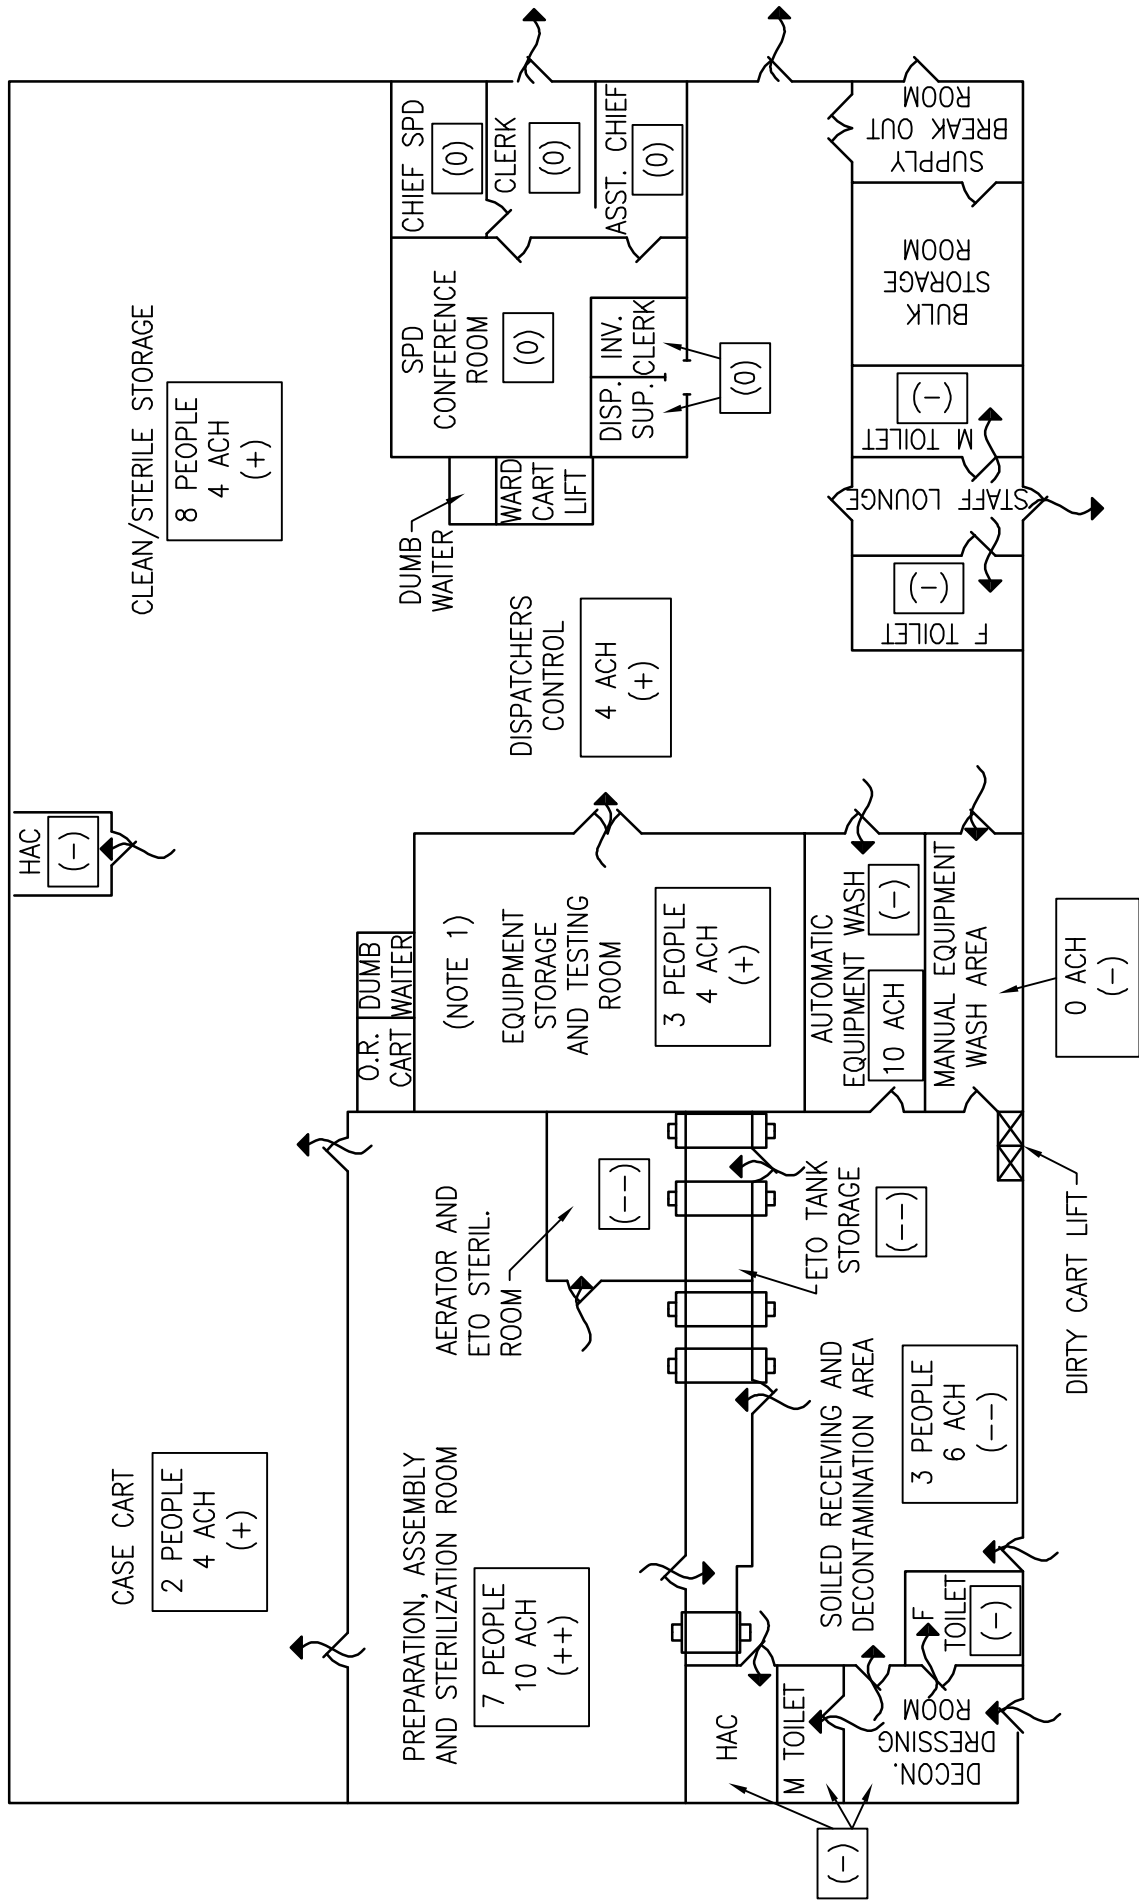 CLEAN/STERILE STORAGE
8 PEOPLE
4 ACH
(+)
CASE CART
2 PEOPLE
4 ACH
(+)
HAC
(-)
CHIEF SPD
(0)
CLERK
(0)
ASST. CHIEF
(0)
SPD
CONFERENCE
ROOM
(0)
DISP.
SUP.
INV.
CLERK
(0)
DUMB-
WAITER
WARD
CART
LIFT
DISPATCHERS
CONTROL
4 ACH
(+)
O.R.
CART
DUMB
WAITER
(NOTE 1)
EQUIPMENT
STORAGE
AND TESTING
ROOM
3 PEOPLE
4 ACH
(+)
AUTOMATIC
EQUIPMENT WASH
10 ACH
(-)
MANUAL EQUIPMENT
WASH AREA
0 ACH
(-)
PREPARATION, ASSEMBLY
AND STERILIZATION ROOM
7 PEOPLE
10 ACH
(++)
AERATOR AND
ETO STERIL.
ROOM
(--)
ETO TANK
STORAGE
(--)
SOILED RECEIVING AND
DECONTAMINATION AREA
3 PEOPLE
6 ACH
(--)
DIRTY CART LIFT
HAC
M TOILET
DECON.
DRESSING
ROOM
(-)
F
TOILET
(-)
F TOILET
(-)
STAFF LOUNGE
M TOILET
(-)
BULK
STORAGE
ROOM
SUPPLY
BREAK OUT
ROOM